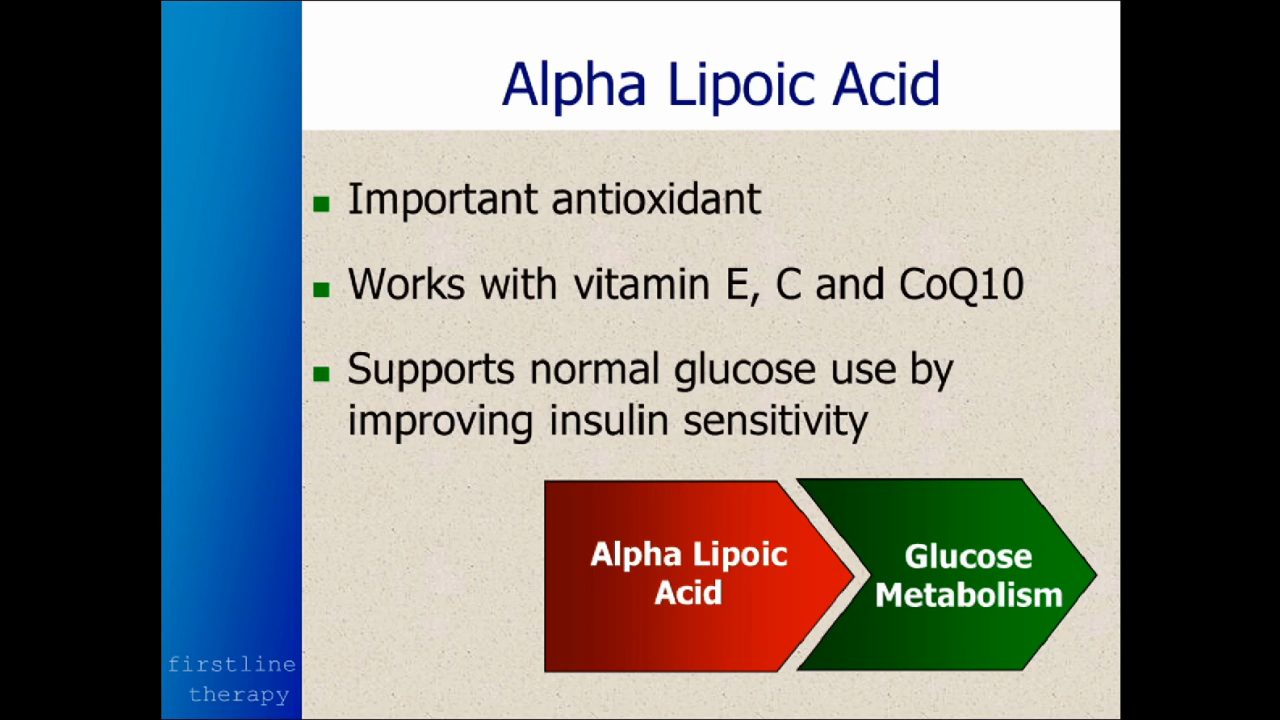 Alpha Lipoic Acid
Important antioxidant
Works with vitamin E, C and CoQ10
Supports normal glucose use by
improving insulin sensitivity
Alpha Lipoic
Acid
Glucose
Metabolism
firstline
therapy